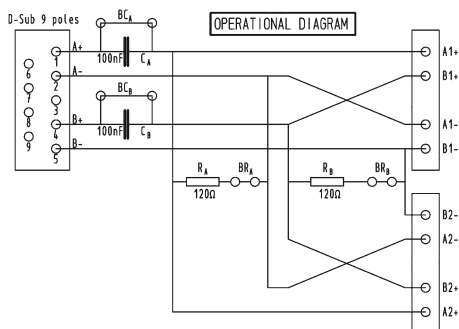 OPERATIONAL DIAGRAM
D-Sub 9 poles
BCA
A+
100nF
CA
A-
BCB
B+
100nF
CB
B-
1
6
2
7
3
8
4
9
5
RA
BRA
120Ω
RB
BRB
120Ω
A1+
B1+
A1-
B1-
B2-
A2-
B2+
A2+